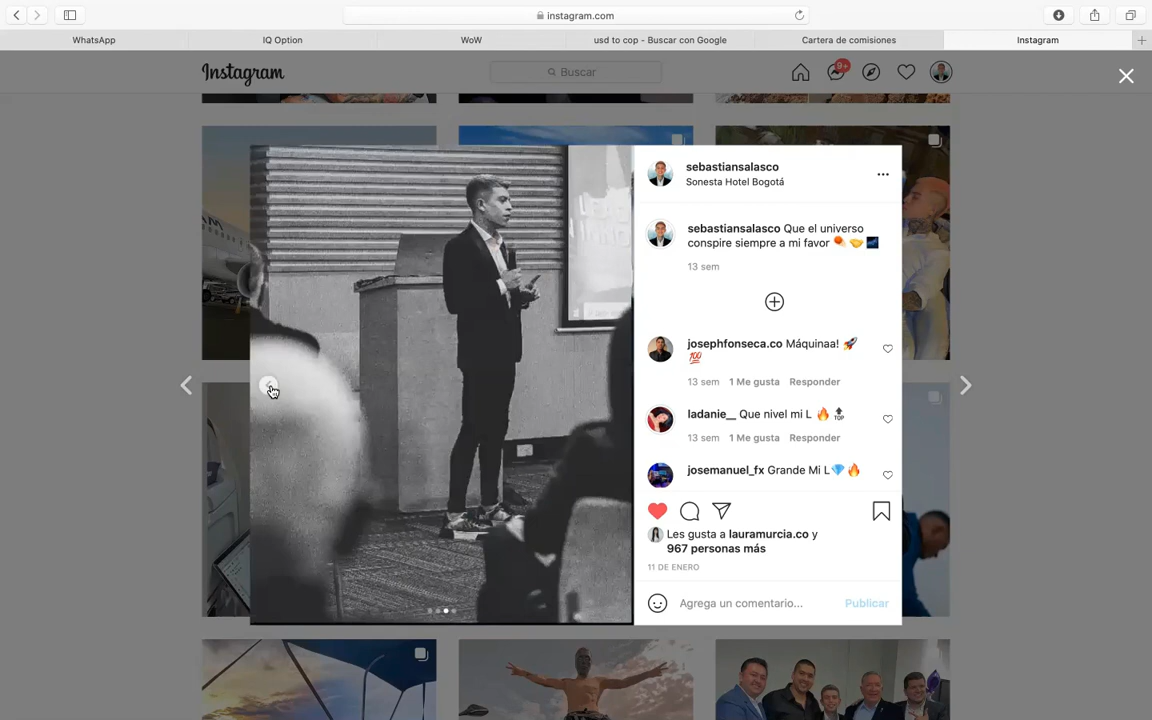 instagram.com
WhatsApp
IQ Option
WoW
usd to cop - Buscar con Google
Cartera de comisiones
Instagram
Instagram
Buscar
9+
sebastiansalasco
Sonesta Hotel Bogotá
sebastiansalasco Que el universo
conspire siempre a mi favor
13 sem
josephfonseca.co Máquinaa! 🚀
💯
13 sem 1 Me gusta Responder
ladanie__ Que nivel mi L 🔥 🔝
13 sem 1 Me gusta Responder
josemanuel_fx Grande Mi L💎 🔥
Les gusta a lauramurcia.co y
967 personas más
11 DE ENERO
Agrega un comentario...
Publicar